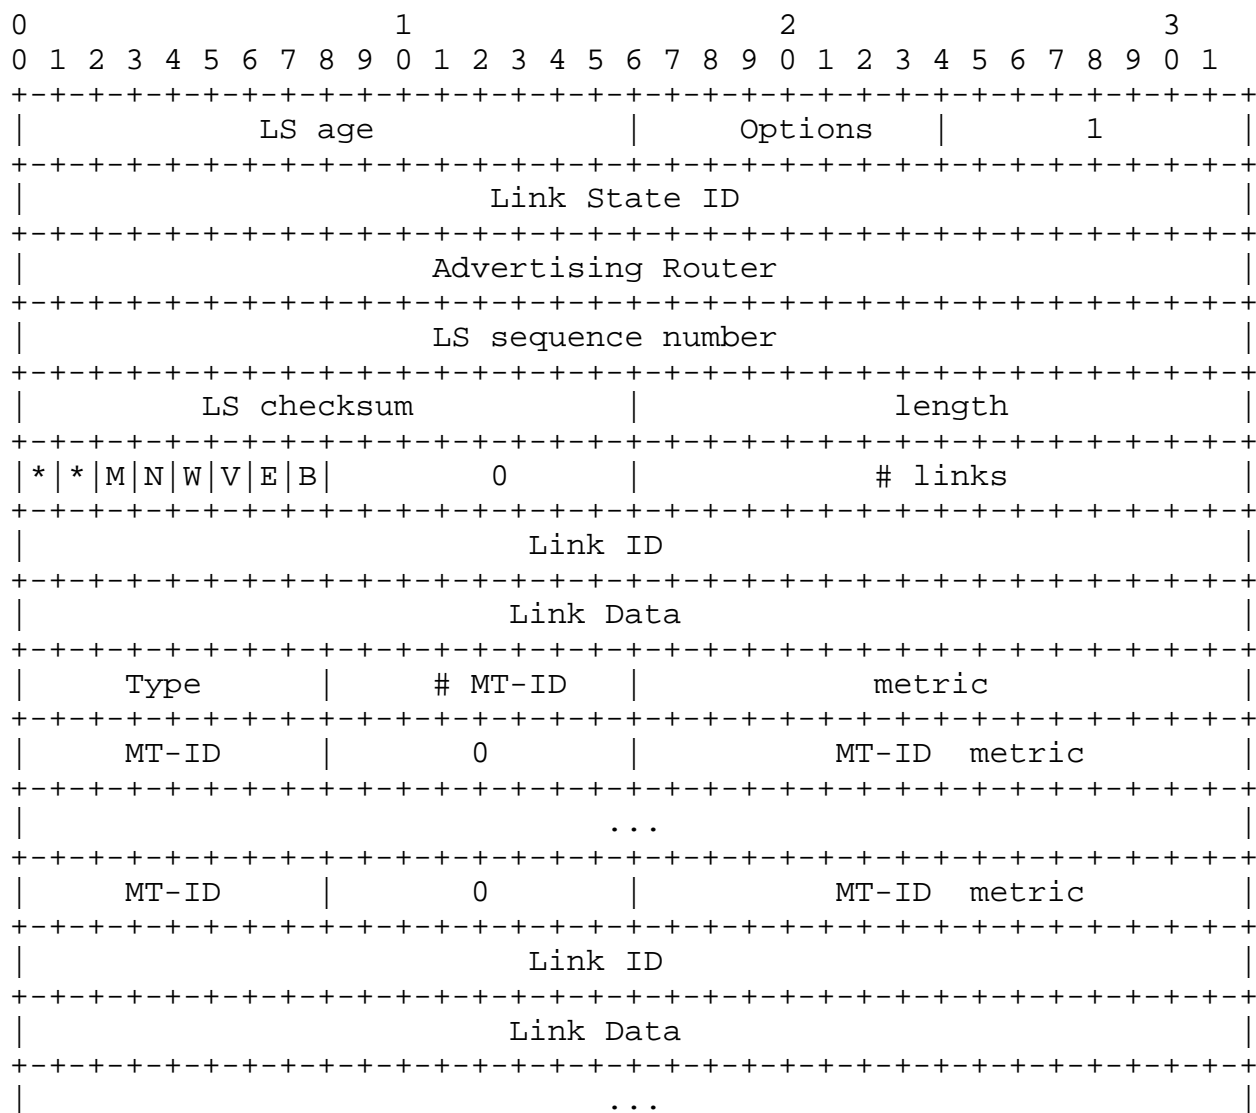 0                   1                   2                   3
0 1 2 3 4 5 6 7 8 9 0 1 2 3 4 5 6 7 8 9 0 1 2 3 4 5 6 7 8 9 0 1
+-+-+-+-+-+-+-+-+-+-+-+-+-+-+-+-+-+-+-+-+-+-+-+-+-+-+-+-+-+-+-+-+
|            LS age             |     Options   |       1       |
+-+-+-+-+-+-+-+-+-+-+-+-+-+-+-+-+-+-+-+-+-+-+-+-+-+-+-+-+-+-+-+-+
|                        Link State ID                          |
+-+-+-+-+-+-+-+-+-+-+-+-+-+-+-+-+-+-+-+-+-+-+-+-+-+-+-+-+-+-+-+-+
|                     Advertising Router                        |
+-+-+-+-+-+-+-+-+-+-+-+-+-+-+-+-+-+-+-+-+-+-+-+-+-+-+-+-+-+-+-+-+
|                     LS sequence number                        |
+-+-+-+-+-+-+-+-+-+-+-+-+-+-+-+-+-+-+-+-+-+-+-+-+-+-+-+-+-+-+-+-+
|         LS checksum           |             length            |
+-+-+-+-+-+-+-+-+-+-+-+-+-+-+-+-+-+-+-+-+-+-+-+-+-+-+-+-+-+-+-+-+
|*|*|M|N|W|V|E|B|        0      |            # links            |
+-+-+-+-+-+-+-+-+-+-+-+-+-+-+-+-+-+-+-+-+-+-+-+-+-+-+-+-+-+-+-+-+
|                          Link ID                              |
+-+-+-+-+-+-+-+-+-+-+-+-+-+-+-+-+-+-+-+-+-+-+-+-+-+-+-+-+-+-+-+-+
|                         Link Data                             |
+-+-+-+-+-+-+-+-+-+-+-+-+-+-+-+-+-+-+-+-+-+-+-+-+-+-+-+-+-+-+-+-+
|     Type      |     # MT-ID   |            metric             |
+-+-+-+-+-+-+-+-+-+-+-+-+-+-+-+-+-+-+-+-+-+-+-+-+-+-+-+-+-+-+-+-+
|     MT-ID     |       0       |          MT-ID  metric        |
+-+-+-+-+-+-+-+-+-+-+-+-+-+-+-+-+-+-+-+-+-+-+-+-+-+-+-+-+-+-+-+-+
|                              ...                              |
+-+-+-+-+-+-+-+-+-+-+-+-+-+-+-+-+-+-+-+-+-+-+-+-+-+-+-+-+-+-+-+-+
|     MT-ID     |       0       |          MT-ID  metric        |
+-+-+-+-+-+-+-+-+-+-+-+-+-+-+-+-+-+-+-+-+-+-+-+-+-+-+-+-+-+-+-+-+
|                          Link ID                              |
+-+-+-+-+-+-+-+-+-+-+-+-+-+-+-+-+-+-+-+-+-+-+-+-+-+-+-+-+-+-+-+-+
|                         Link Data                             |
+-+-+-+-+-+-+-+-+-+-+-+-+-+-+-+-+-+-+-+-+-+-+-+-+-+-+-+-+-+-+-+-+
|                              ...                              |